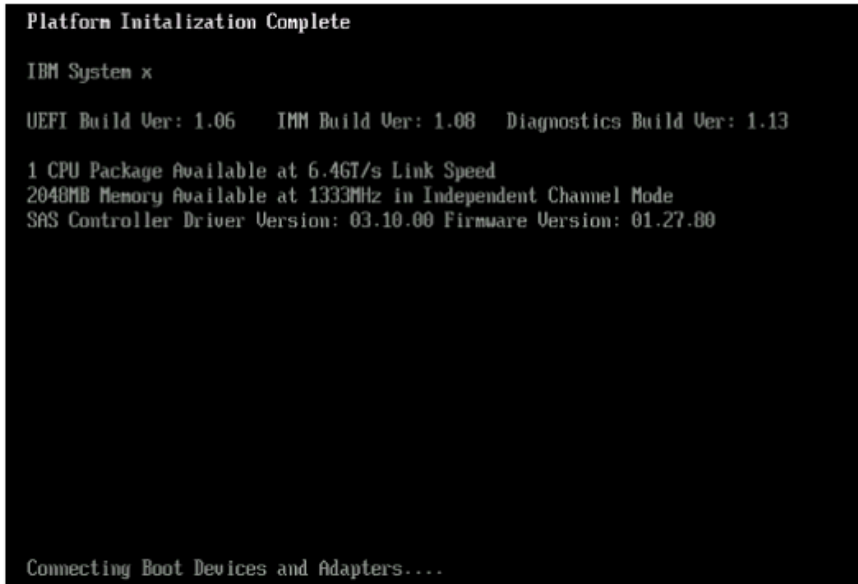 Platform Initalization Complete
IBM System x
UEFI Build Ver: 1.06 IMM Build Ver: 1.08 Diagnostics Build Ver: 1.13
1 CPU Package Available at 6.4GT/s Link Speed
2048MB Memory Available at 1333MHz in Independent Channel Mode
SAS Controller Driver Version: 03.10.00 Firmware Version: 01.27.80
Connecting Boot Devices and Adapters....